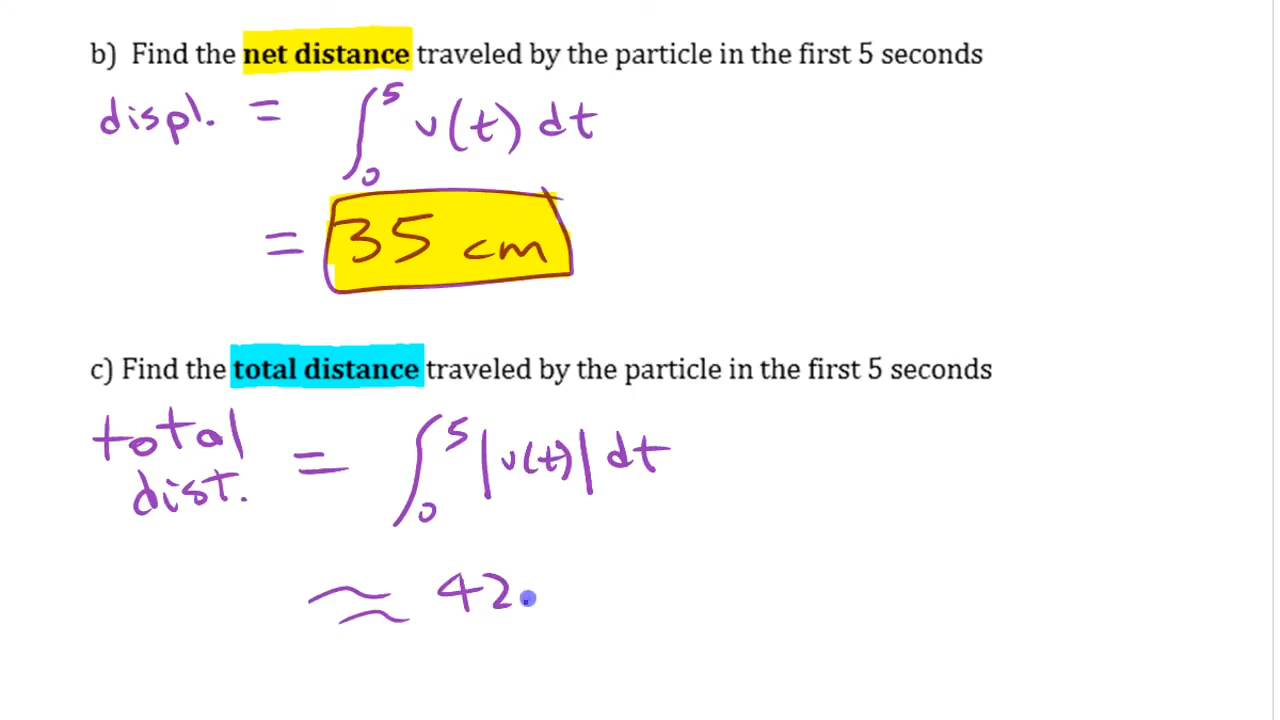 b) Find the net distance traveled by the particle in the first 5 seconds
displ. = ∫₀⁵ v(t) dt
= 35 cm
c) Find the total distance traveled by the particle in the first 5 seconds
total dist. = ∫₀⁵ |v(t)| dt
≈ 42.